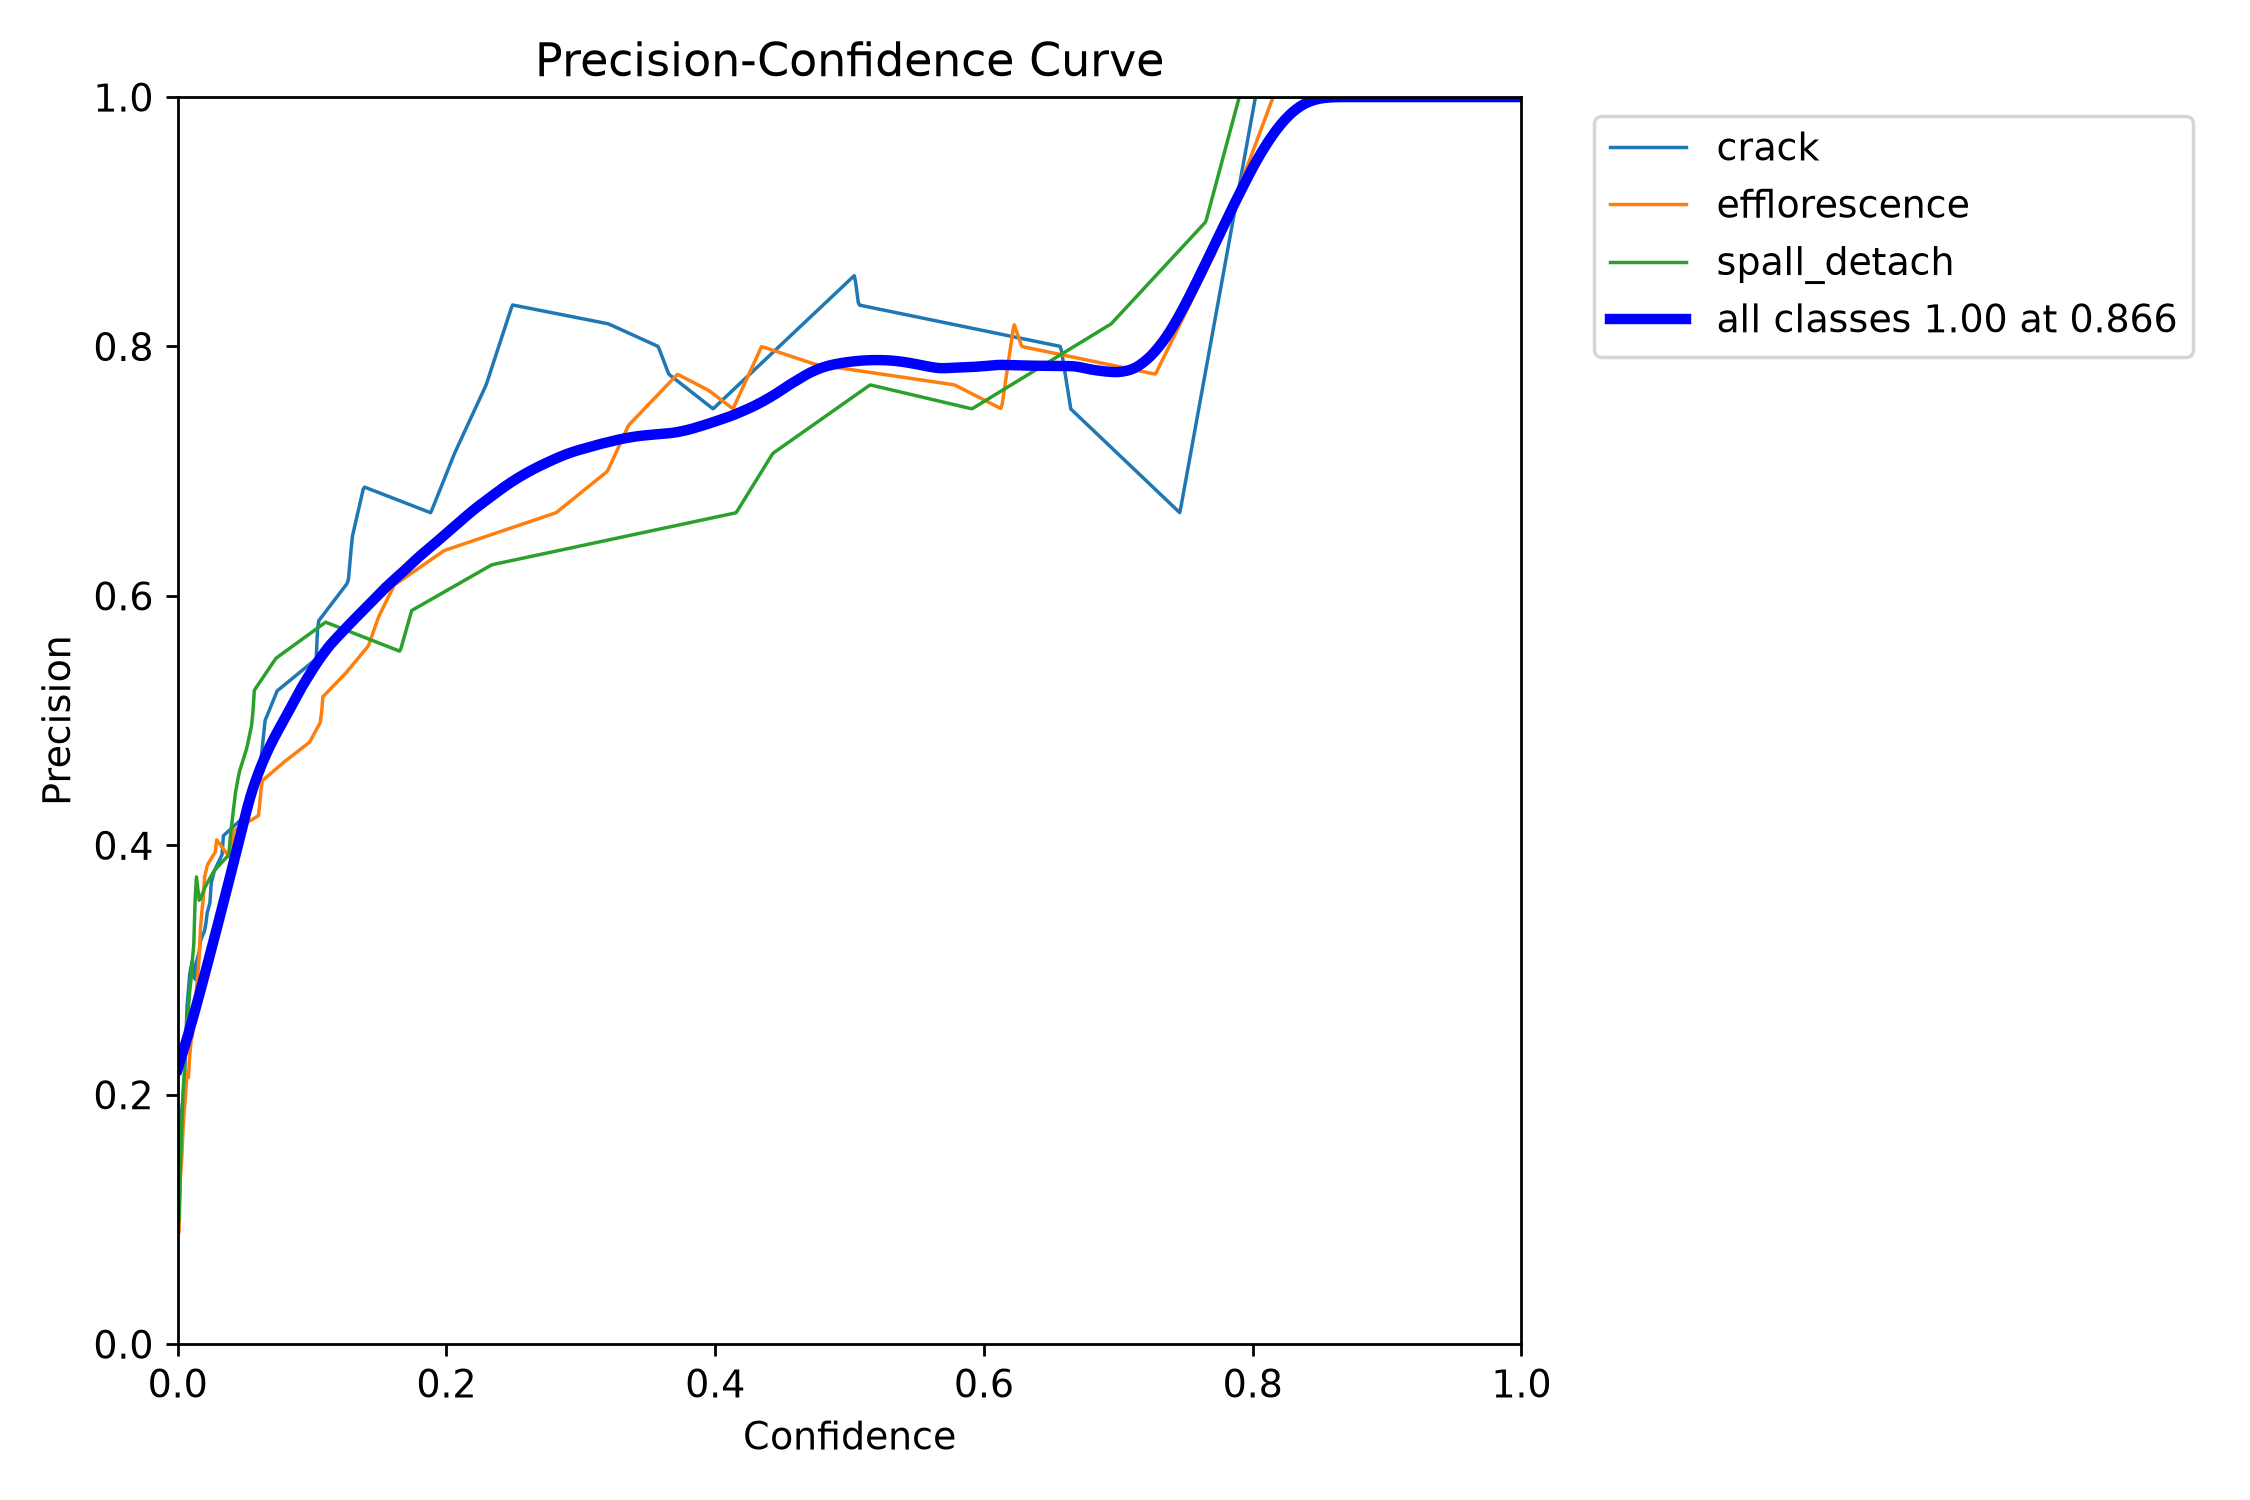 Precision-Confidence Curve
1.0
0.8
0.6
0.4
0.2
0.0
Precision
0.0 0.2 0.4 0.6 0.8 1.0
Confidence
crack
efflorescence
spall_detach
all classes 1.00 at 0.866